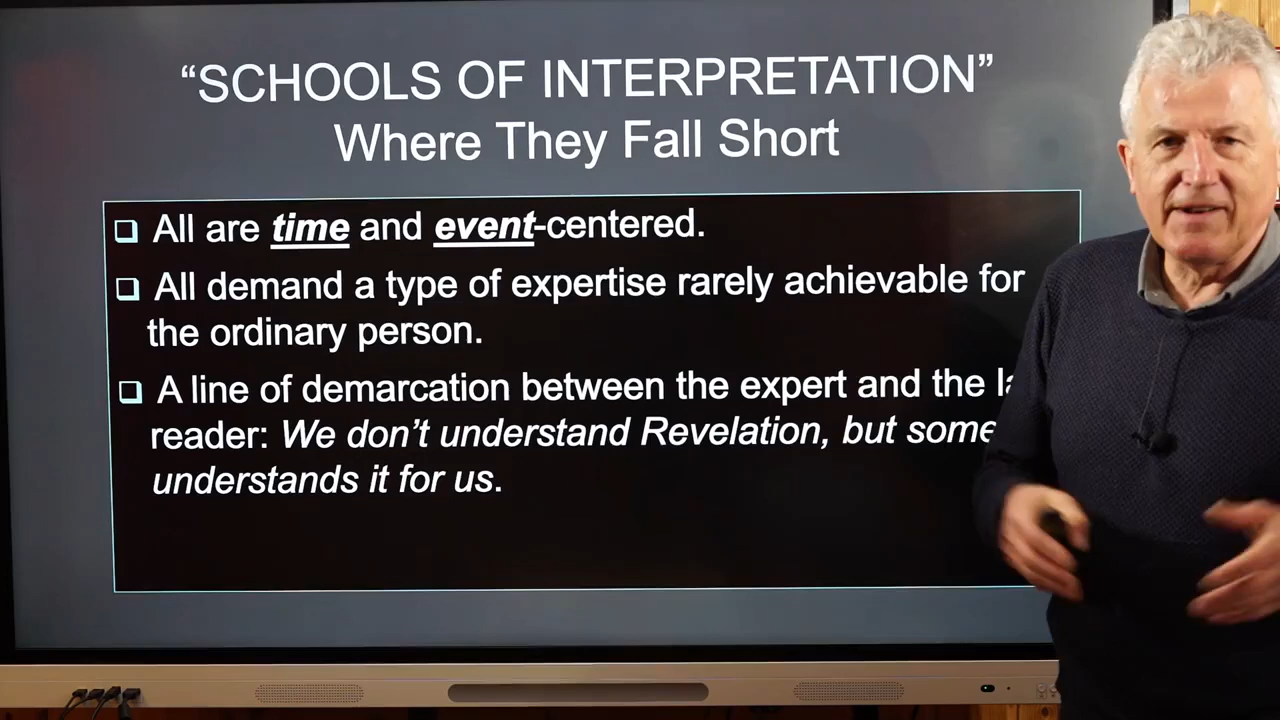 “SCHOOLS OF INTERPRETATION”
Where They Fall Short
All are time and event-centered.
All demand a type of expertise rarely achievable for
the ordinary person.
A line of demarcation between the expert and the
reader: We don’t understand Revelation, but some
understands it for us.